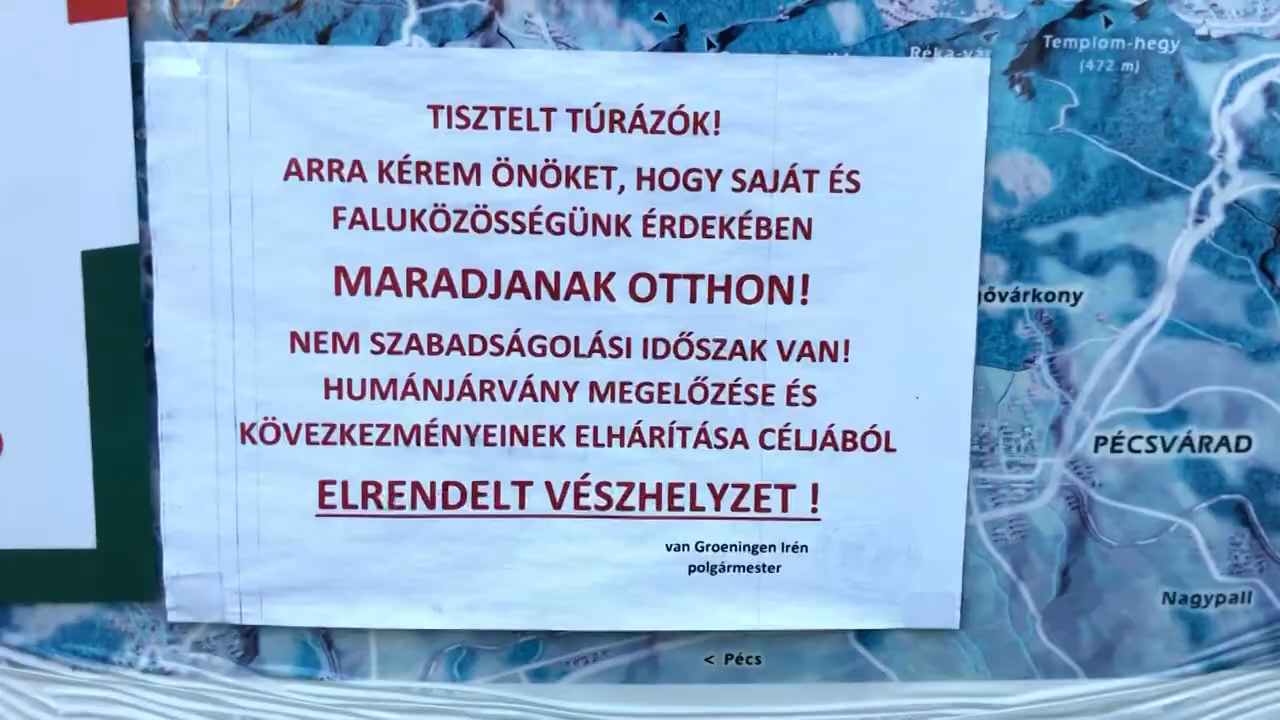 Templom-hegy
(472 m)
TISZTELT TÚRÁZÓK!
ARRA KÉREM ÖNÖKET, HOGY SAJÁT ÉS
FALUKÖZÖSSÉGÜNK ÉRDEKÉBEN
MARADJANAK OTTHON!
NEM SZABADSÁGOLÁSI IDŐSZAK VAN!
HUMÁNJÁRVÁNY MEGELŐZÉSE ÉS
KÖVEZKEZMÉNYEINEK ELHÁRÍTÁSA CÉLJÁBÓL
ELRENDELT VÉSZHELYZET !
van Groeningen Irén
polgármester
ővárkony
PÉCSVÁRAD
Nagypall
< Pécs